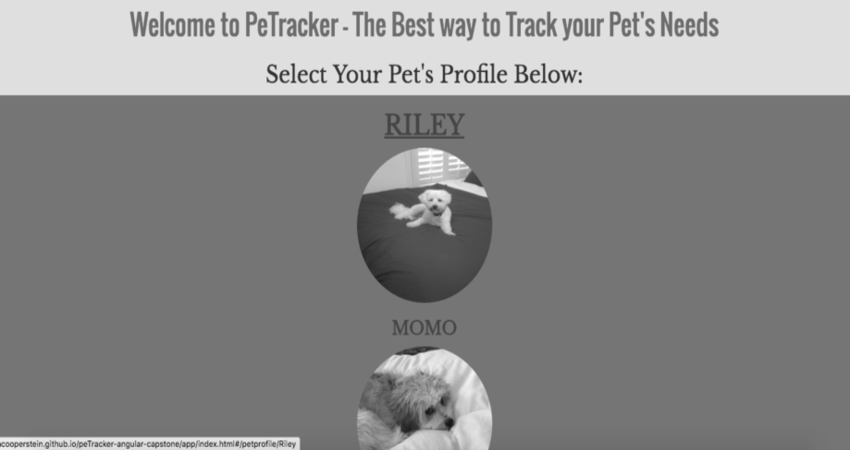 Welcome to PeTracker - The Best way to Track your Pet's Needs
Select Your Pet's Profile Below:
RILEY
MOMO
cooperstein.github.io/peTracker-angular-capstone/app/index.html#/petprofile/Riley